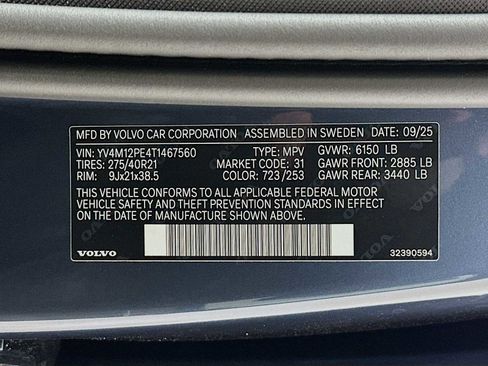 MFD BY VOLVO CAR CORPORATION ASSEMBLED IN SWEDEN DATE: 09/25
VIN: YV4M12PE4T1467560 TYPE: MPV GVWR: 6150 LB
TIRES: 275/40R21 MARKET CODE: 31 GAWR FRONT: 2885 LB
RIM: 9Jx21x38.5 COLOR: 723/253 GAWR REAR: 3440 LB
THIS VEHICLE CONFORMS TO ALL APPLICABLE FEDERAL MOTOR
VEHICLE SAFETY AND THEFT PREVENTION STANDARDS IN EFFECT
ON THE DATE OF MANUFACTURE SHOWN ABOVE.
VOLVO 32390594